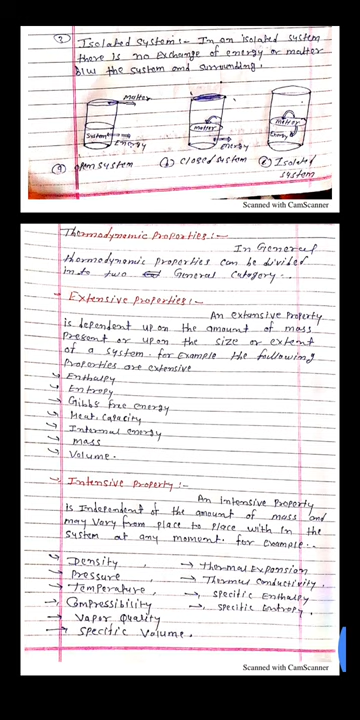 ③ Isolated system:- In an isolated system
there is no exchange of energy or matter
b/w the system and surrounding.
matter
System
energy
matter
energy
matter
energy
(1) open system
(2) closed system
(3) Isolated
system
Scanned with CamScanner
Thermodynamic Properties:-
In General
thermodynamic properties can be divided
in to two General Catogery..
Extensive properties:-
An extensive Property
is dependent upon the amount of mass
Present or upon the size or extent
of a system. for Example the following
Properties are extensive
→ Enthalpy
→ Entropy
→ Gibbs free energy
→ Heat Capacity
→ Internal energy
→ mass
→ Volume.
Intensive Property:-
An Intensive Property
is Independent of the amount of mass and
may Vary from place to place with in the
system at any moment. for Example..
→ Density, → Thermal Expansion
→ Pressure, → Thermal Conductivity.
→ Temperature, → Specific Enthalpy
→ Compressibility → Specific Entropy.
→ Vapor Quality
→ Specific Volume.
Scanned with CamScanner